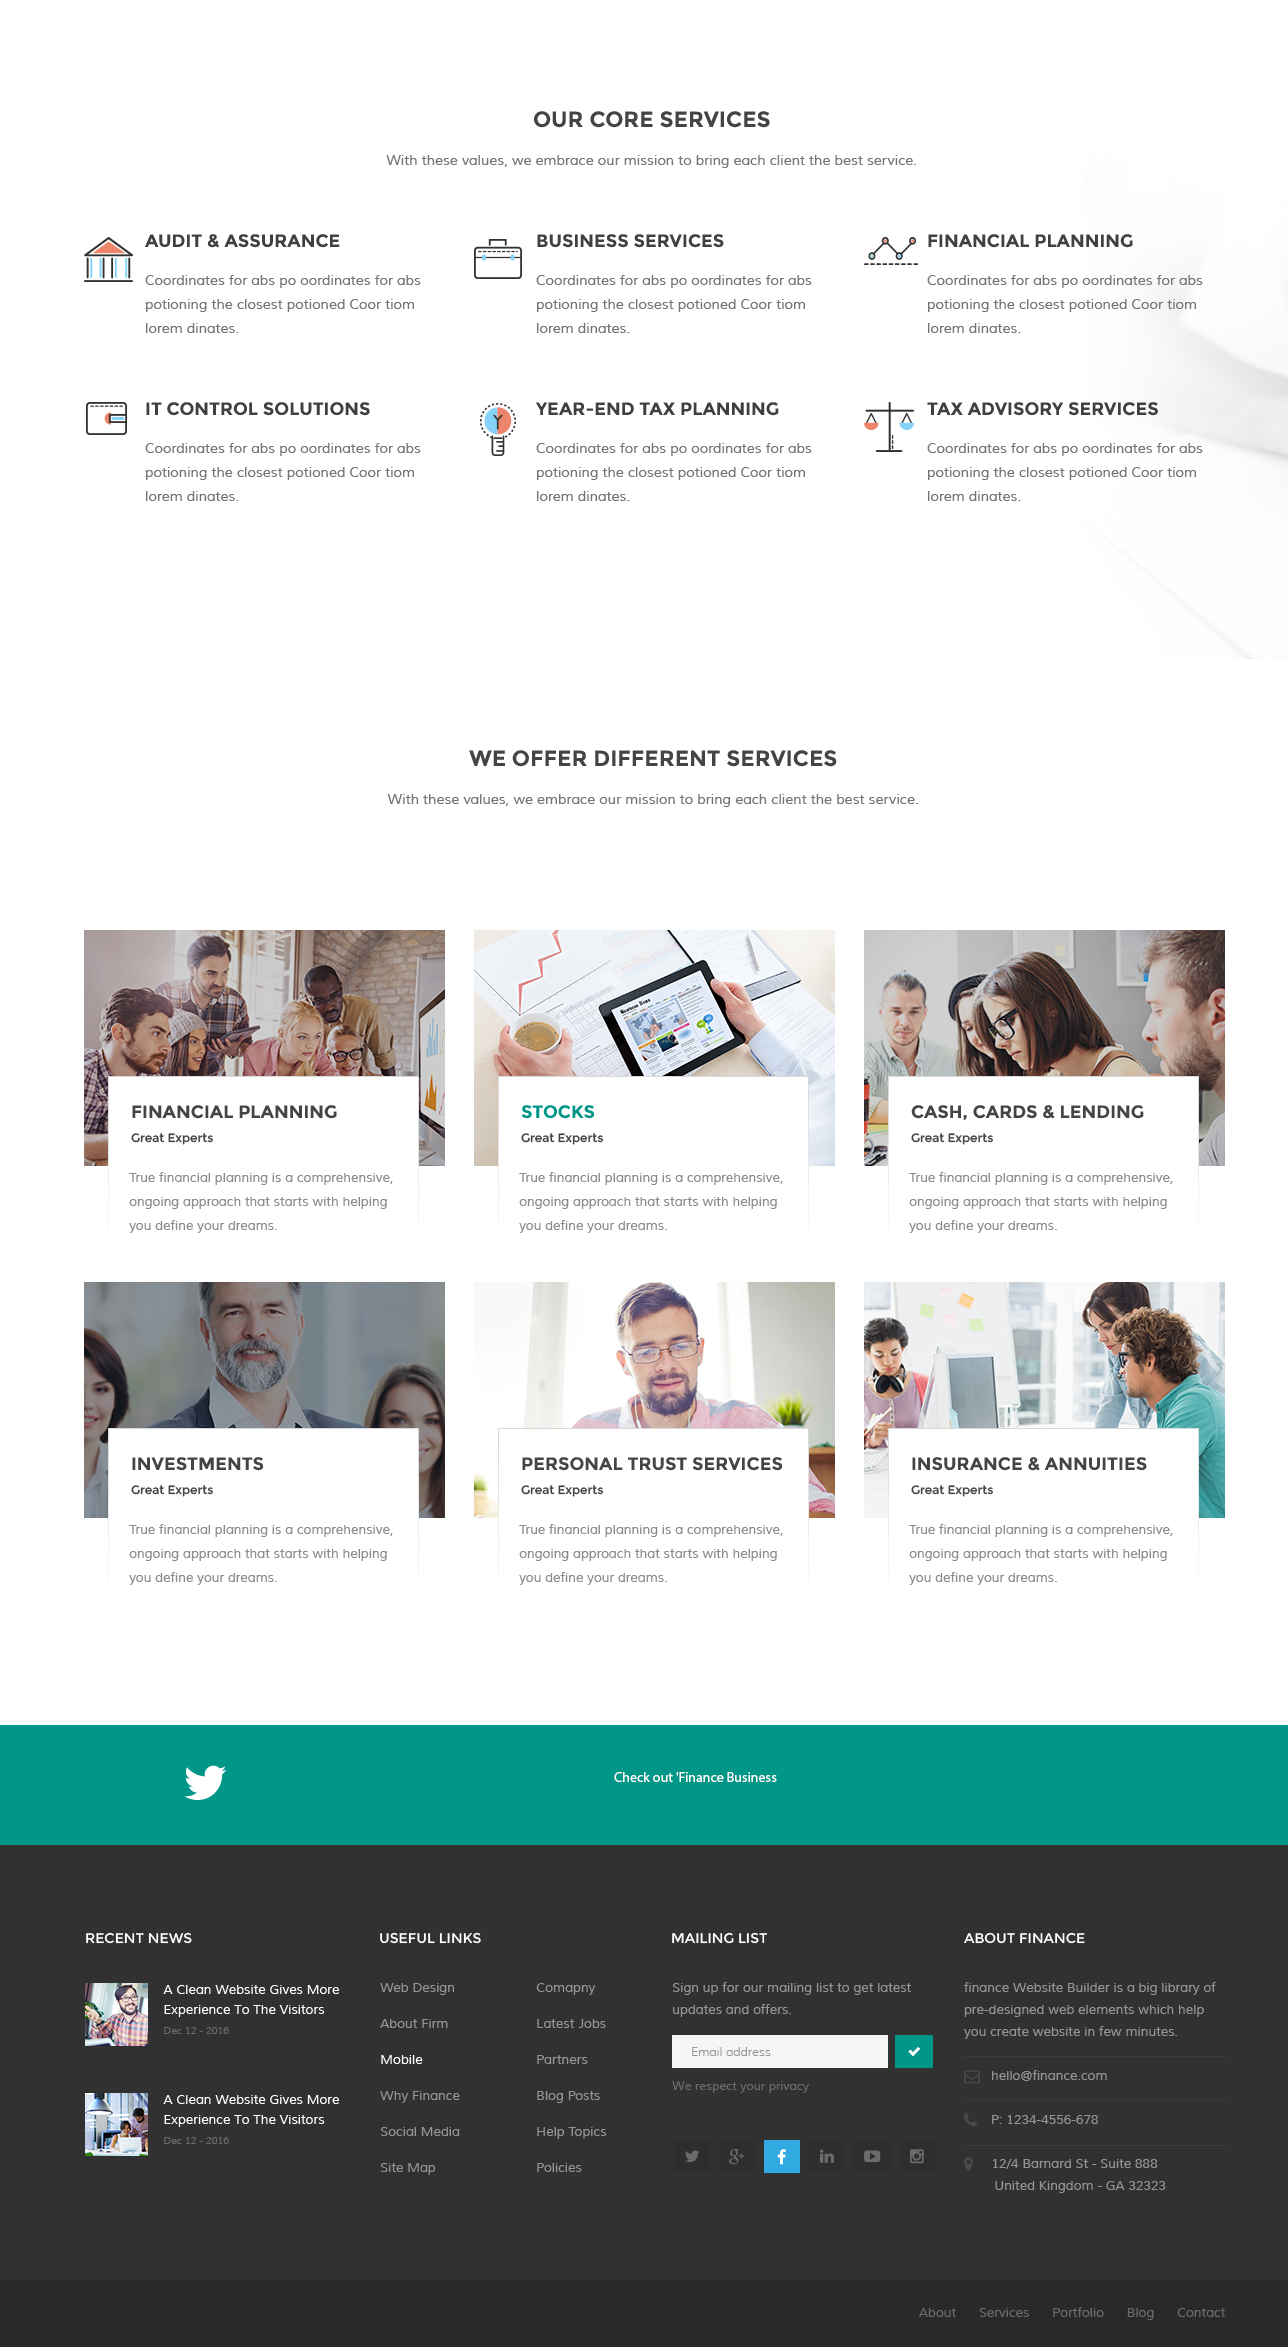 OUR CORE SERVICES
With these values, we embrace our mission to bring each client the best service.
AUDIT & ASSURANCE
Coordinates for abs po oordinates for abs
potioning the closest potioned Coor tiom
lorem dinates.
BUSINESS SERVICES
Coordinates for abs po oordinates for abs
potioning the closest potioned Coor tiom
lorem dinates.
FINANCIAL PLANNING
Coordinates for abs po oordinates for abs
potioning the closest potioned Coor tiom
lorem dinates.
IT CONTROL SOLUTIONS
Coordinates for abs po oordinates for abs
potioning the closest potioned Coor tiom
lorem dinates.
YEAR-END TAX PLANNING
Coordinates for abs po oordinates for abs
potioning the closest potioned Coor tiom
lorem dinates.
TAX ADVISORY SERVICES
Coordinates for abs po oordinates for abs
potioning the closest potioned Coor tiom
lorem dinates.
WE OFFER DIFFERENT SERVICES
With these values, we embrace our mission to bring each client the best service.
Business News
FINANCIAL PLANNING
Great Experts
True financial planning is a comprehensive,
ongoing approach that starts with helping
you define your dreams.
STOCKS
Great Experts
True financial planning is a comprehensive,
ongoing approach that starts with helping
you define your dreams.
CASH, CARDS & LENDING
Great Experts
True financial planning is a comprehensive,
ongoing approach that starts with helping
you define your dreams.
INVESTMENTS
Great Experts
True financial planning is a comprehensive,
ongoing approach that starts with helping
you define your dreams.
PERSONAL TRUST SERVICES
Great Experts
True financial planning is a comprehensive,
ongoing approach that starts with helping
you define your dreams.
INSURANCE & ANNUITIES
Great Experts
True financial planning is a comprehensive,
ongoing approach that starts with helping
you define your dreams.
Check out 'Finance Business
RECENT NEWS
A Clean Website Gives More
Experience To The Visitors
Dec 12 - 2016
A Clean Website Gives More
Experience To The Visitors
Dec 12 - 2016
USEFUL LINKS
Web Design
About Firm
Mobile
Why Finance
Social Media
Site Map
Comapny
Latest Jobs
Partners
Blog Posts
Help Topics
Policies
MAILING LIST
Sign up for our mailing list to get latest
updates and offers.
Email address
We respect your privacy
ABOUT FINANCE
finance Website Builder is a big library of
pre-designed web elements which help
you create website in few minutes.
hello@finance.com
P: 1234-4556-678
12/4 Barnard St - Suite 888
United Kingdom - GA 32323
About Services Portfolio Blog Contact